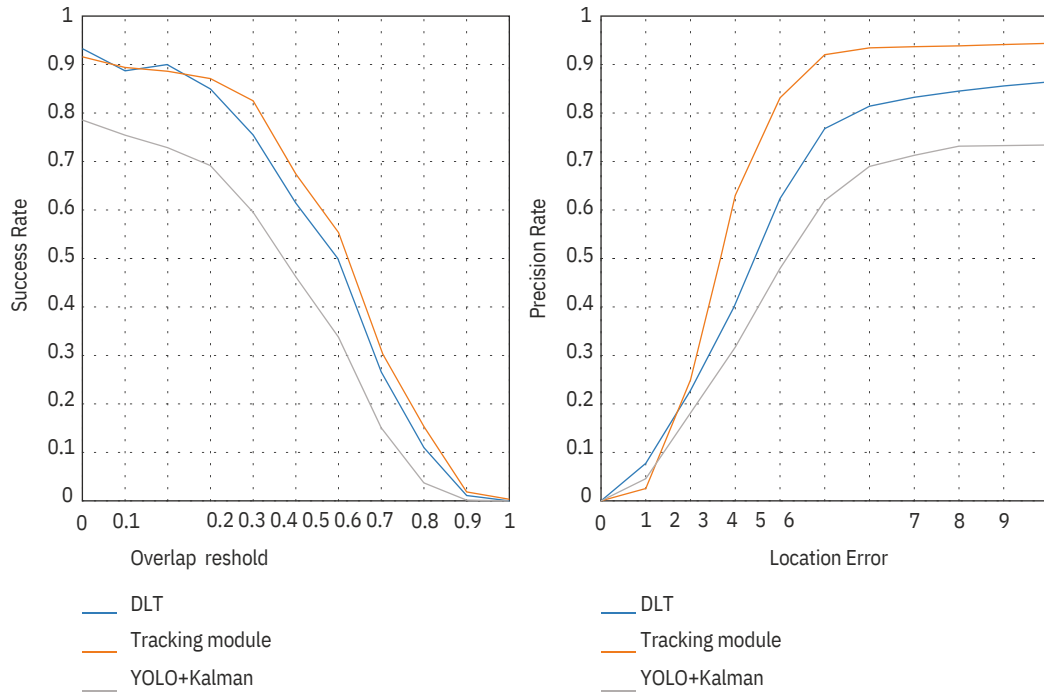 1
0.9
0.8
0.7
0.6
0.5
0.4
0.3
0.2
0.1
0
Success Rate
0 0.1 0.2 0.3 0.4 0.5 0.6 0.7 0.8 0.9 1
Overlap reshold
DLT
Tracking module
YOLO+Kalman
1
0.9
0.8
0.7
0.6
0.5
0.4
0.3
0.2
0.1
0
Precision Rate
0 1 2 3 4 5 6 7 8 9
Location Error
DLT
Tracking module
YOLO+Kalman